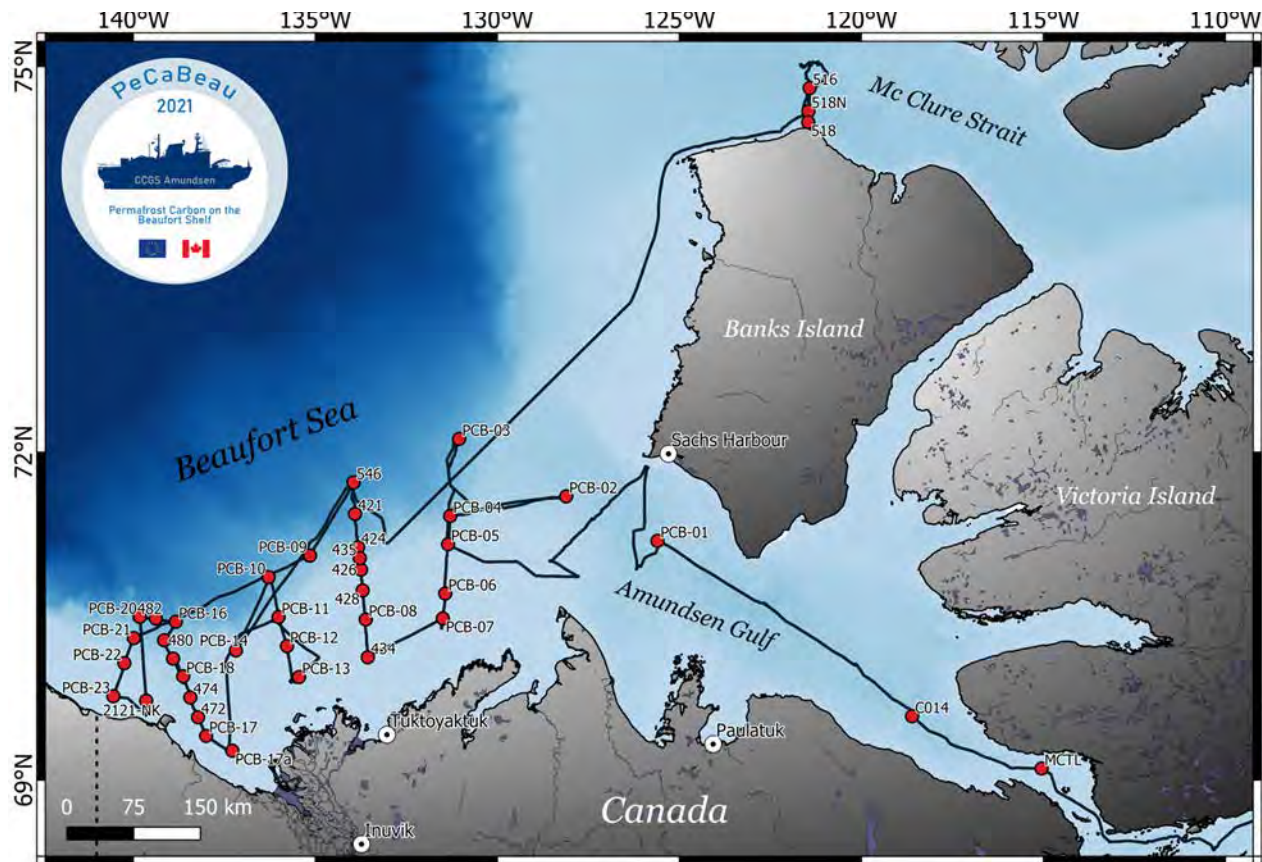 140°W
135°W
130°W
125°W
120°W
115°W
110°W
75°N
72°N
69°N
PeCaBeau
2021
CCGS Amundsen
Permafrost Carbon on the
Beaufort Shelf
516
518N
518
Mc Clure Strait
Banks Island
Beaufort Sea
Sachs Harbour
Victoria Island
Amundsen Gulf
PCB-03
PCB-02
PCB-04
PCB-05
PCB-01
PCB-06
PCB-07
546
421
424
435
426
428
PCB-08
434
PCB-09
PCB-10
PCB-11
PCB-12
PCB-13
PCB-14
PCB-20
482
PCB-16
PCB-21
480
PCB-22
PCB-18
PCB-23
474
2121-NK
472
PCB-17
PCB-17a
C014
MCTL
Tuktoyaktuk
Paulatuk
Inuvik
Canada
0 75 150 km